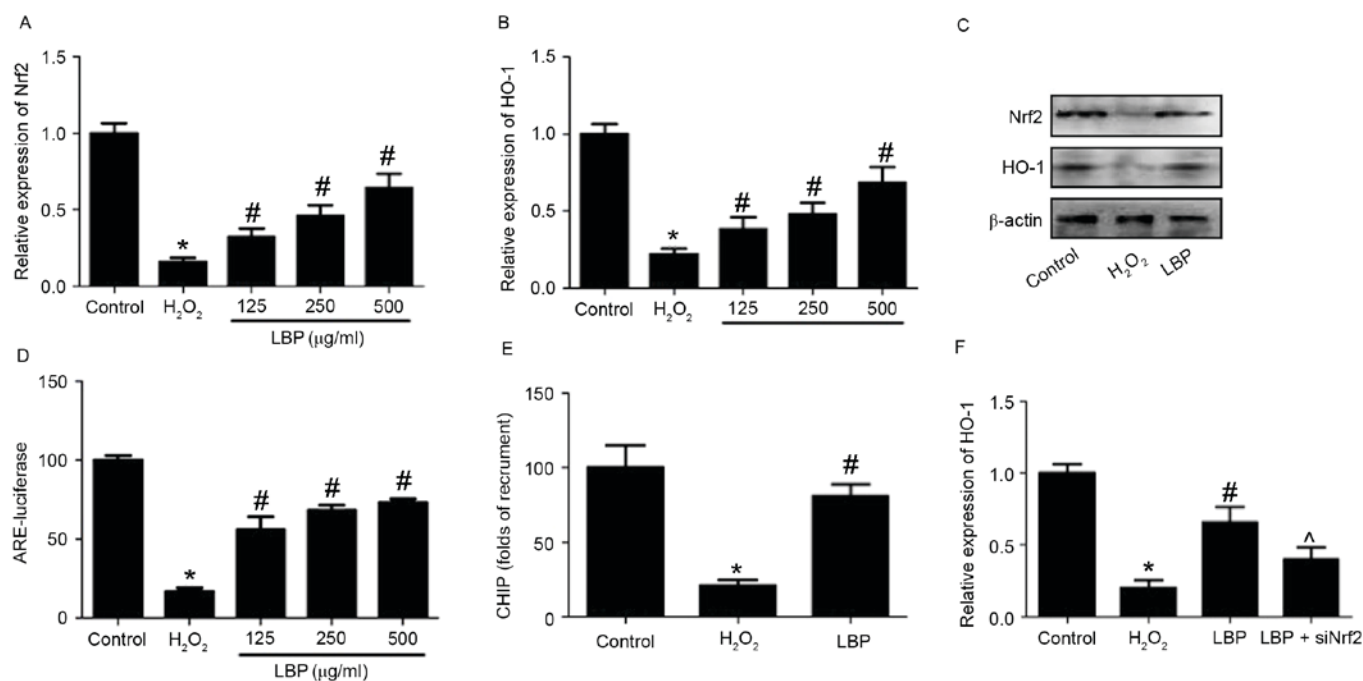 A
Relative expression of Nrf2
1.5
1.0
0.5
0.0
*
#
#
#
Control
H₂O₂
125
250
500
LBP (μg/ml)
B
Relative expression of HO-1
1.5
1.0
0.5
0.0
*
#
#
#
Control
H₂O₂
125
250
500
C
Nrf2
HO-1
β-actin
Control
H₂O₂
LBP
D
ARE-luciferase
150
100
50
0
*
#
#
#
Control
H₂O₂
125
250
500
LBP (μg/ml)
E
CHIP (folds of recrument)
150
100
50
0
*
#
Control
H₂O₂
LBP
F
Relative expression of HO-1
1.5
1.0
0.5
0.0
*
#
^
Control
H₂O₂
LBP
LBP + siNrf2